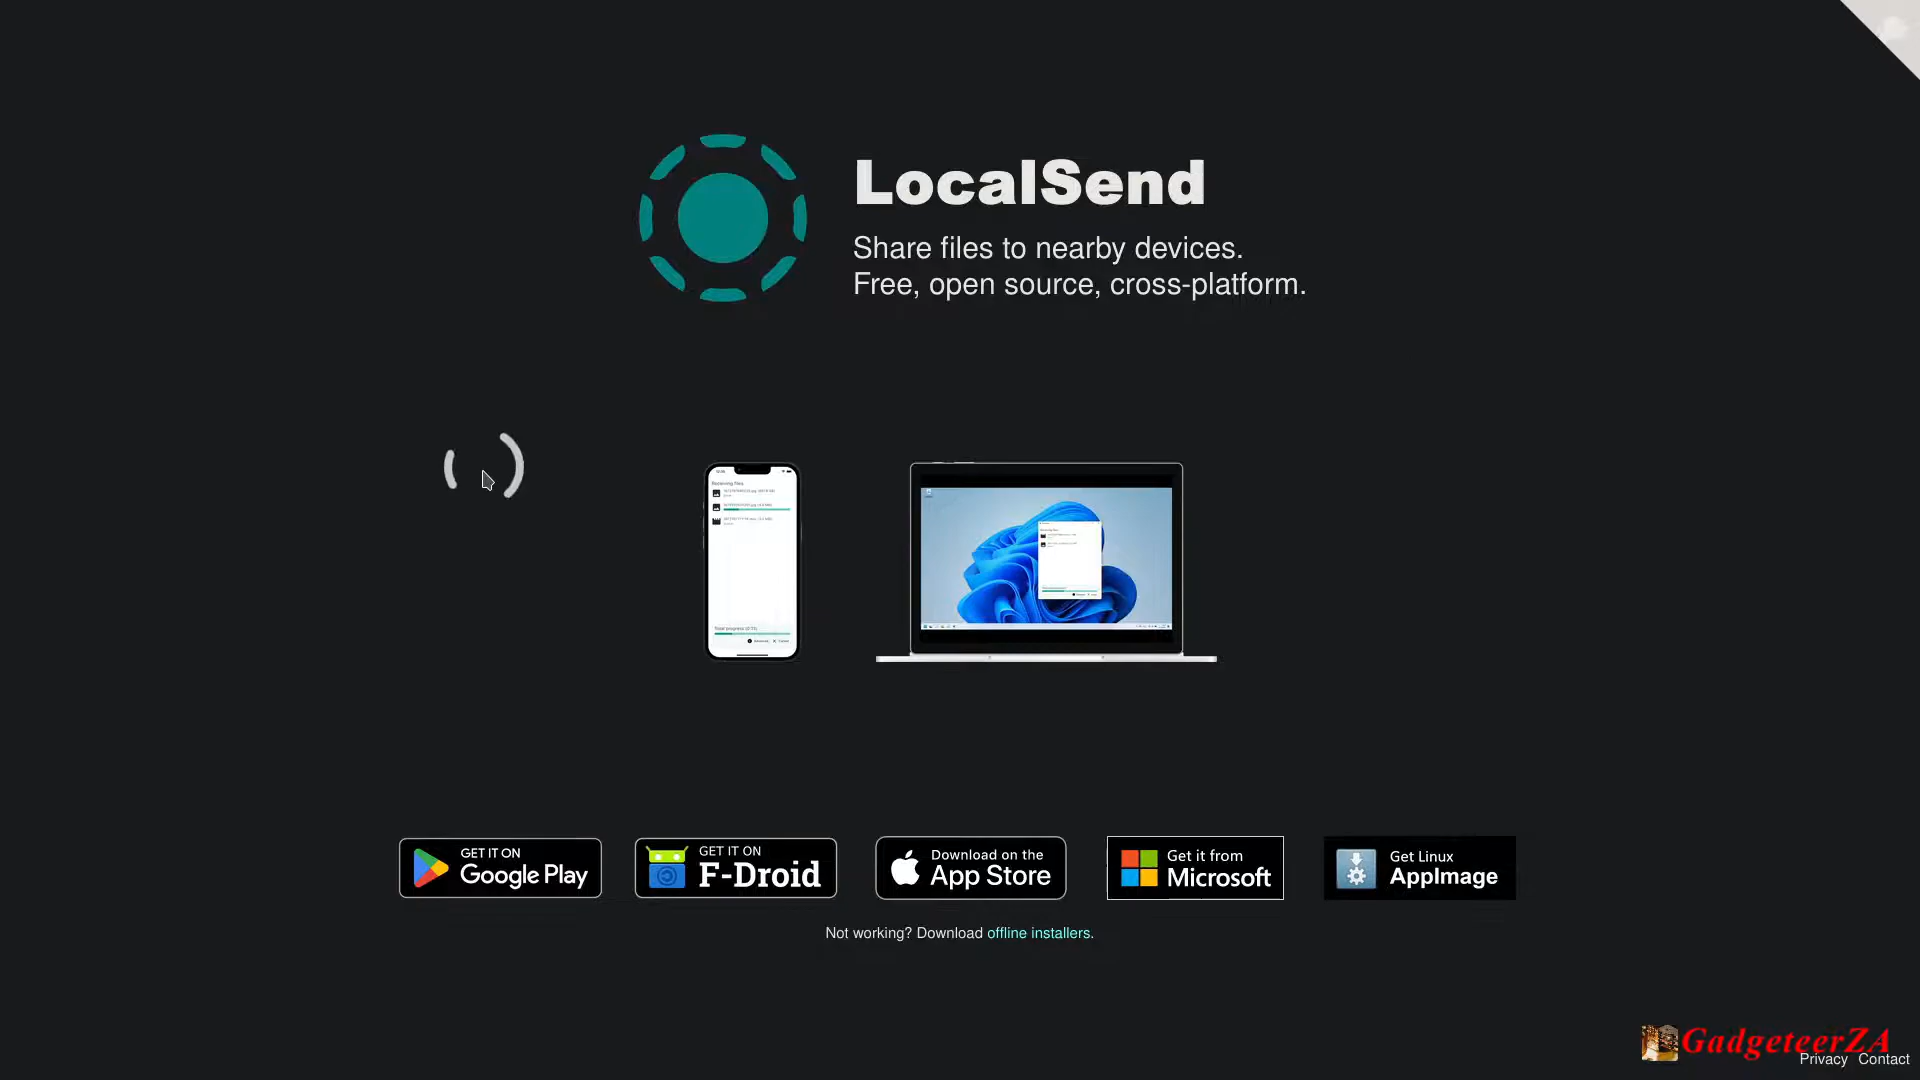 LocalSend
Share files to nearby devices.
Free, open source, cross-platform.
Receiving files
GET IT ON
Google Play
GET IT ON
F-Droid
Download on the
App Store
Get it from
Microsoft
Get Linux
AppImage
Not working? Download offline installers.
GadgeteerZA
Privacy Contact